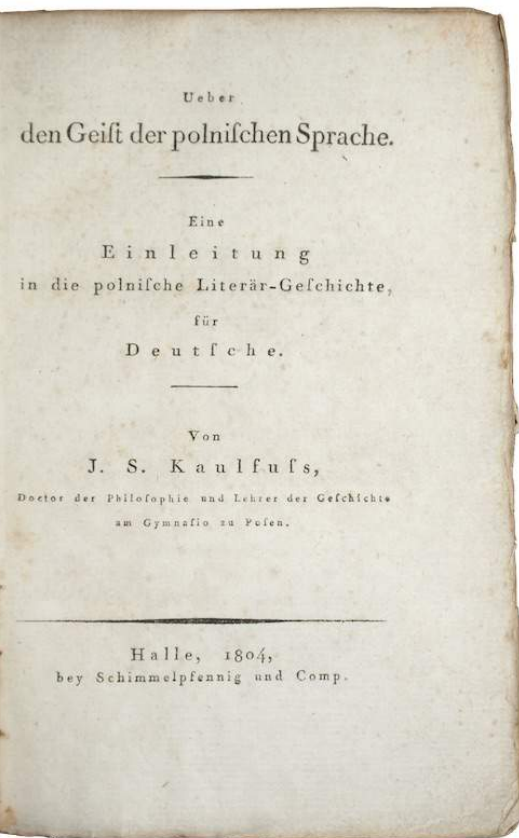 Ueber
den Geiſt der polniſchen Sprache.
Eine
Einleitung
in die polniſche Literär-Geſchichte,
für
Deutſche.
Von
J. S. Kaulfuſs,
Doctor der Philoſophie und Lehrer der Geſchichte
am Gymnaſio zu Poſen.
Halle, 1804,
bey Schimmelpfennig und Comp.